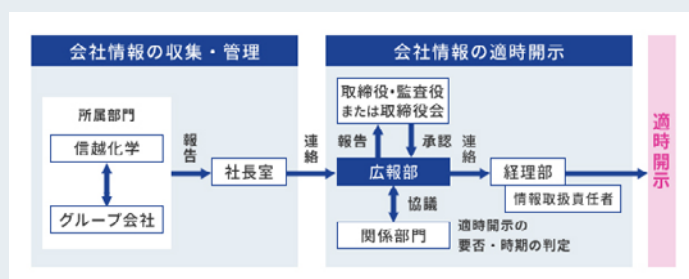 会社情報の収集・管理
所属部門
信越化学
グループ会社
報告
社長室
連絡
会社情報の適時開示
取締役・監査役
または取締役会
報告
承認
広報部
協議
関係部門
適時開示の
要否・時期の判定
連絡
経理部
情報取扱責任者
適時開示